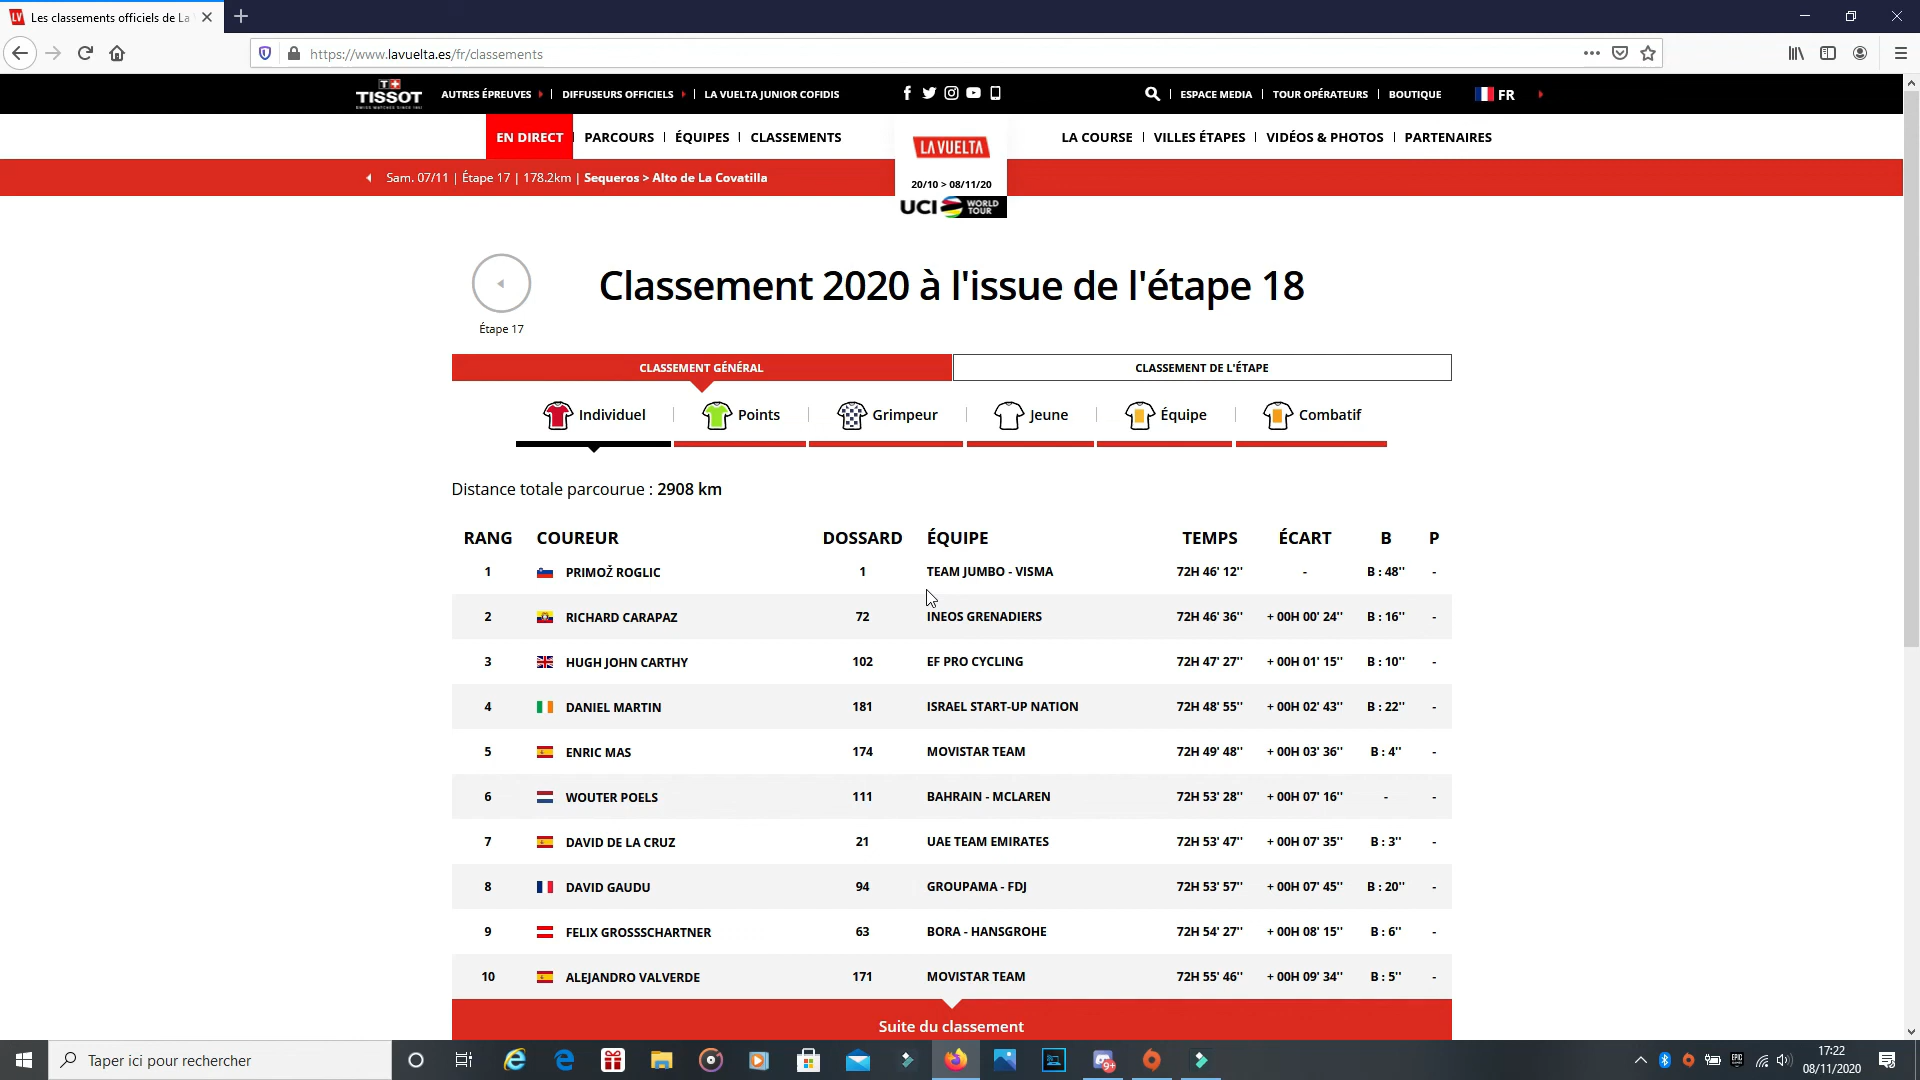 Les classements officiels de La
https://www.lavuelta.es/fr/classements
TISSOT
AUTRES ÉPREUVES | DIFFUSEURS OFFICIELS | LA VUELTA JUNIOR COFIDIS
ESPACE MEDIA | TOUR OPÉRATEURS | BOUTIQUE
FR
EN DIRECT | PARCOURS | ÉQUIPES | CLASSEMENTS
LA COURSE | VILLES ÉTAPES | VIDÉOS & PHOTOS | PARTENAIRES
LA VUELTA
20/10 > 08/11/20
UCI WORLD TOUR
Sam. 07/11 | Étape 17 | 178.2km | Sequeros > Alto de La Covatilla
Classement 2020 à l'issue de l'étape 18
Étape 17
CLASSEMENT GÉNÉRAL
CLASSEMENT DE L'ÉTAPE
Individuel | Points | Grimpeur | Jeune | Équipe | Combatif
Distance totale parcourue : 2908 km
RANG COUREUR DOSSARD ÉQUIPE TEMPS ÉCART B P
1 PRIMOŽ ROGLIC 1 TEAM JUMBO - VISMA 72H 46' 12'' - B : 48'' -
2 RICHARD CARAPAZ 72 INEOS GRENADIERS 72H 46' 36'' + 00H 00' 24'' B : 16'' -
3 HUGH JOHN CARTHY 102 EF PRO CYCLING 72H 47' 27'' + 00H 01' 15'' B : 10'' -
4 DANIEL MARTIN 181 ISRAEL START-UP NATION 72H 48' 55'' + 00H 02' 43'' B : 22'' -
5 ENRIC MAS 174 MOVISTAR TEAM 72H 49' 48'' + 00H 03' 36'' B : 4'' -
6 WOUTER POELS 111 BAHRAIN - MCLAREN 72H 53' 28'' + 00H 07' 16'' - -
7 DAVID DE LA CRUZ 21 UAE TEAM EMIRATES 72H 53' 47'' + 00H 07' 35'' B : 3'' -
8 DAVID GAUDU 94 GROUPAMA - FDJ 72H 53' 57'' + 00H 07' 45'' B : 20'' -
9 FELIX GROSSSCHARTNER 63 BORA - HANSGROHE 72H 54' 27'' + 00H 08' 15'' B : 6'' -
10 ALEJANDRO VALVERDE 171 MOVISTAR TEAM 72H 55' 46'' + 00H 09' 34'' B : 5'' -
Suite du classement
Taper ici pour rechercher
17:22
08/11/2020